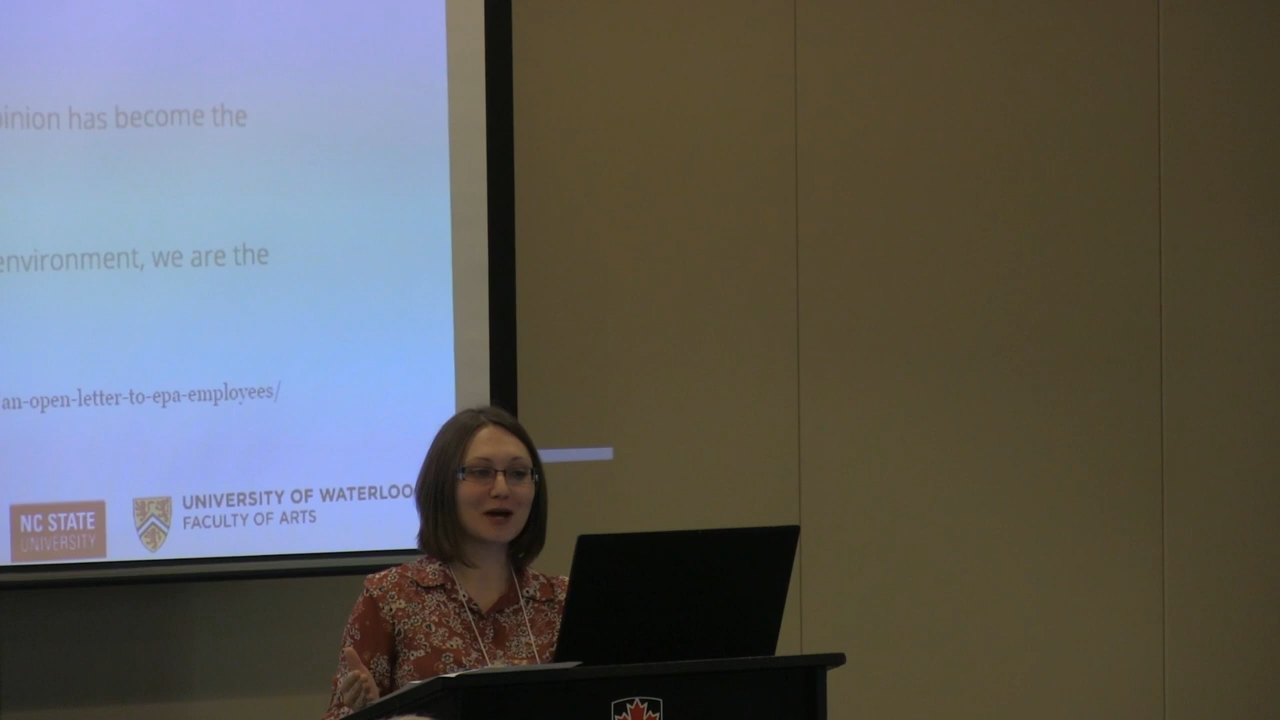 has become the
environment, we are the
an-open-letter-to-epa-employees/
NC STATE
UNIVERSITY
UNIVERSITY OF WATERLOO
FACULTY OF ARTS